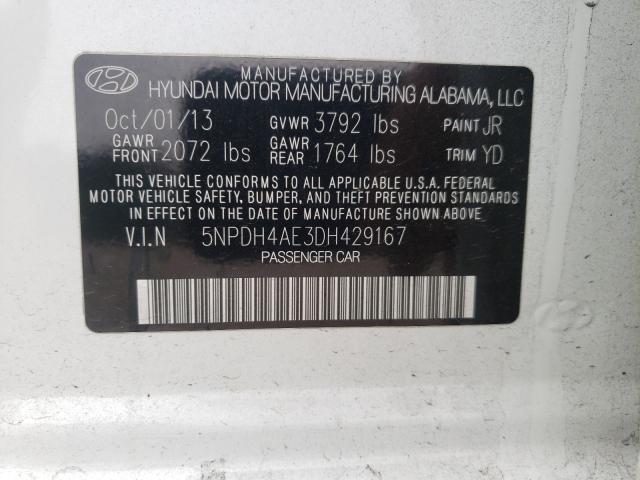 MANUFACTURED BY
HYUNDAI MOTOR MANUFACTURING ALABAMA, LLC
Oct/01/13 GVWR 3792 lbs PAINT JR
GAWR FRONT 2072 lbs GAWR REAR 1764 lbs TRIM YD
THIS VEHICLE CONFORMS TO ALL APPLICABLE U.S.A. FEDERAL
MOTOR VEHICLE SAFETY, BUMPER, AND THEFT PREVENTION STANDARDS
IN EFFECT ON THE DATE OF MANUFACTURE SHOWN ABOVE.
V.I.N 5NPDH4AE3DH429167
PASSENGER CAR